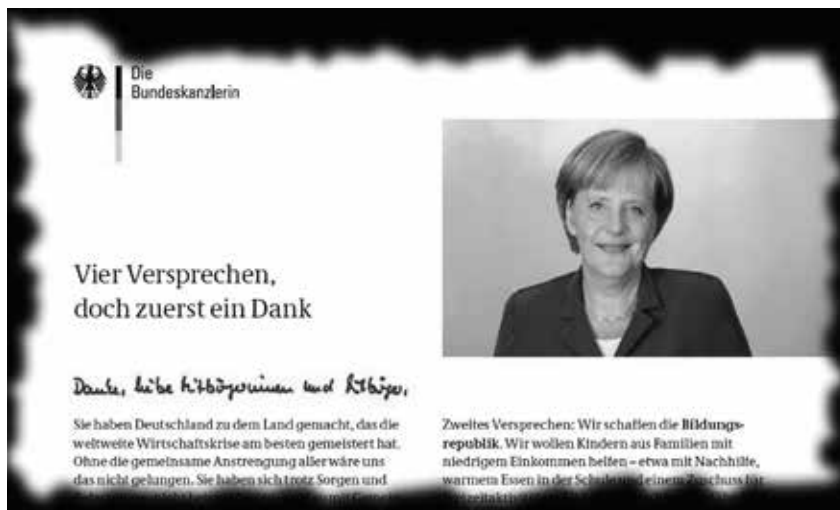 Die
Bundeskanzlerin
Vier Versprechen,
doch zuerst ein Dank
Danke, liebe Mitbürgerinnen und Mitbürger,
Sie haben Deutschland zu dem Land gemacht, das die
weltweite Wirtschaftskrise am besten gemeistert hat.
Ohne die gemeinsame Anstrengung aller wäre uns
das nicht gelungen. Sie haben sich trotz Sorgen und
Zweites Versprechen: Wir schaffen die Bildungs-
republik. Wir wollen Kindern aus Familien mit
niedrigem Einkommen helfen – etwa mit Nachhilfe,
warmem Essen in der Schule und einem Zuschuss für